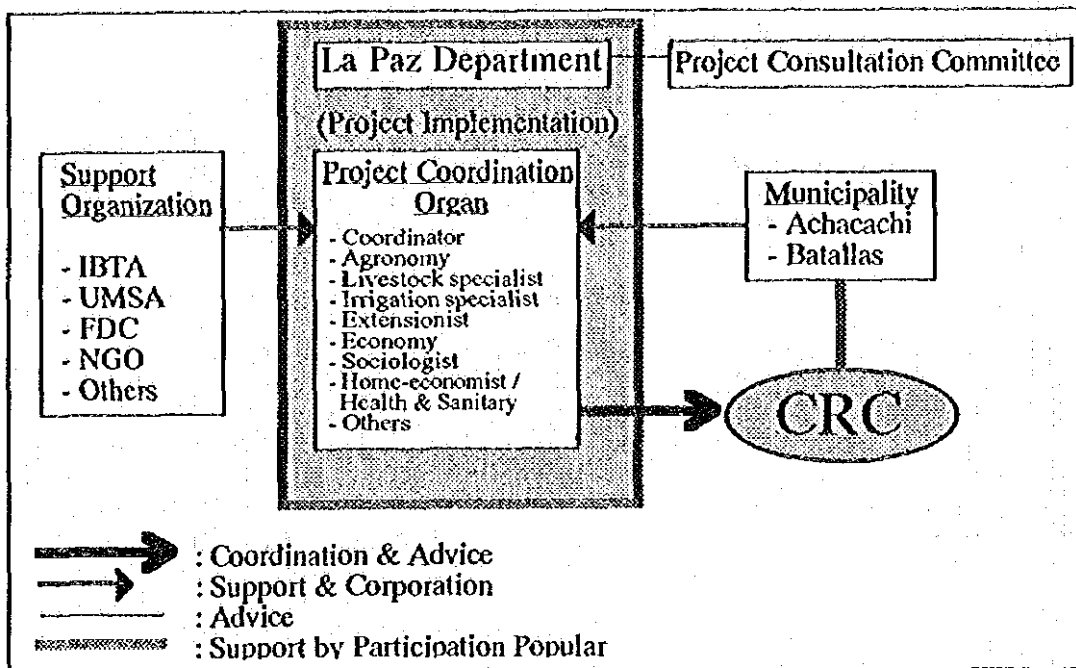 La Paz Department
Project Consultation Committee
(Project Implementation)
Support
Organization
- IBTA
- UMSA
- FDC
- NGO
- Others
Project Coordination
Organ
- Coordinator
- Agronomy
- Livestock specialist
- Irrigation specialist
- Extensionist
- Economy
- Sociologist
- Home-economist /
Health & Sanitary
- Others
Municipality
- Achacachi
- Batallas
CRC
: Coordination & Advice
: Support & Corporation
: Advice
: Support by Participation Popular